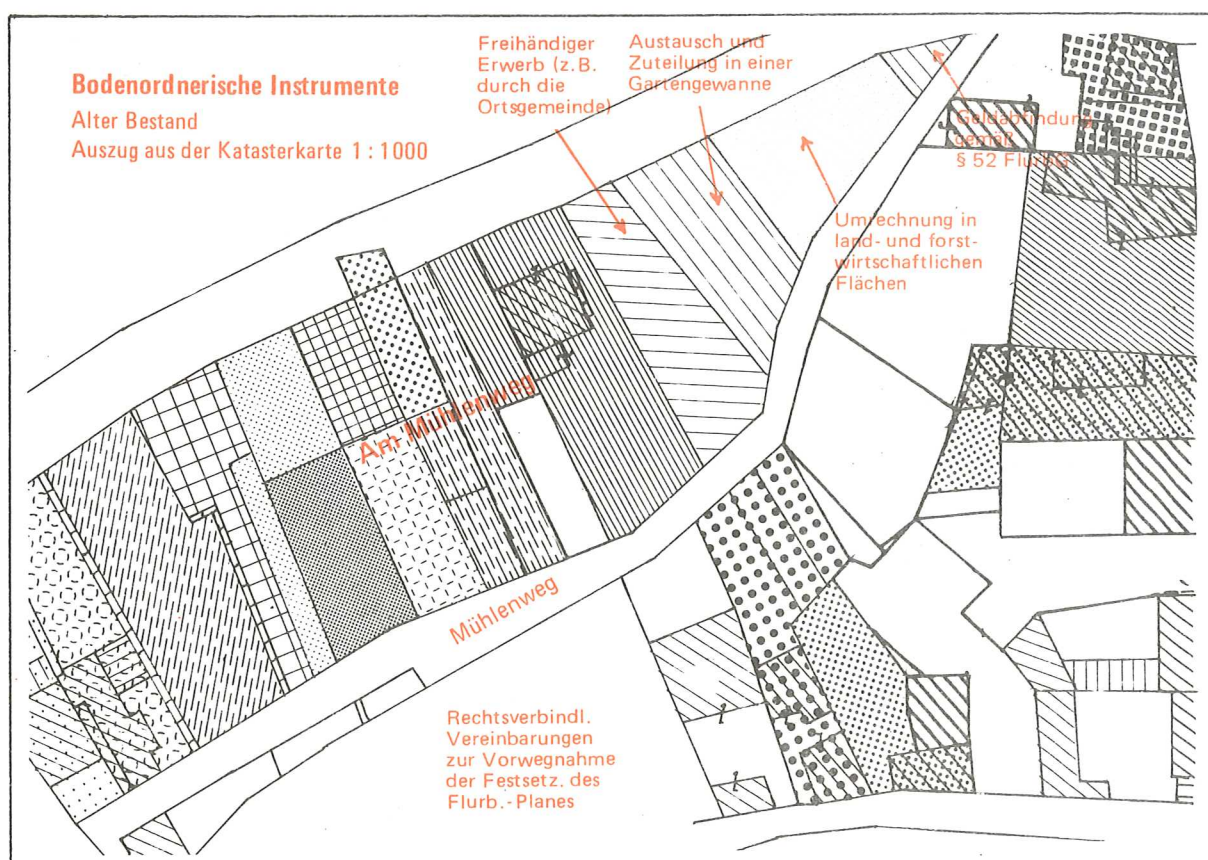 Bodenordnerische Instrumente
Alter Bestand
Auszug aus der Katasterkarte 1 : 1000
Freihändiger
Erwerb (z.B.
durch die
Ortsgemeinde)
Austausch und
Zuteilung in einer
Gartengewanne
Geldabfindung
gemäß
§ 52 FlurbG
Umrechnung in
land- und forst-
wirtschaftlichen
Flächen
Am Mühlenweg
Mühlenweg
Rechtsverbindl.
Vereinbarungen
zur Vorwegnahme
der Festsetz. des
Flurb.-Planes